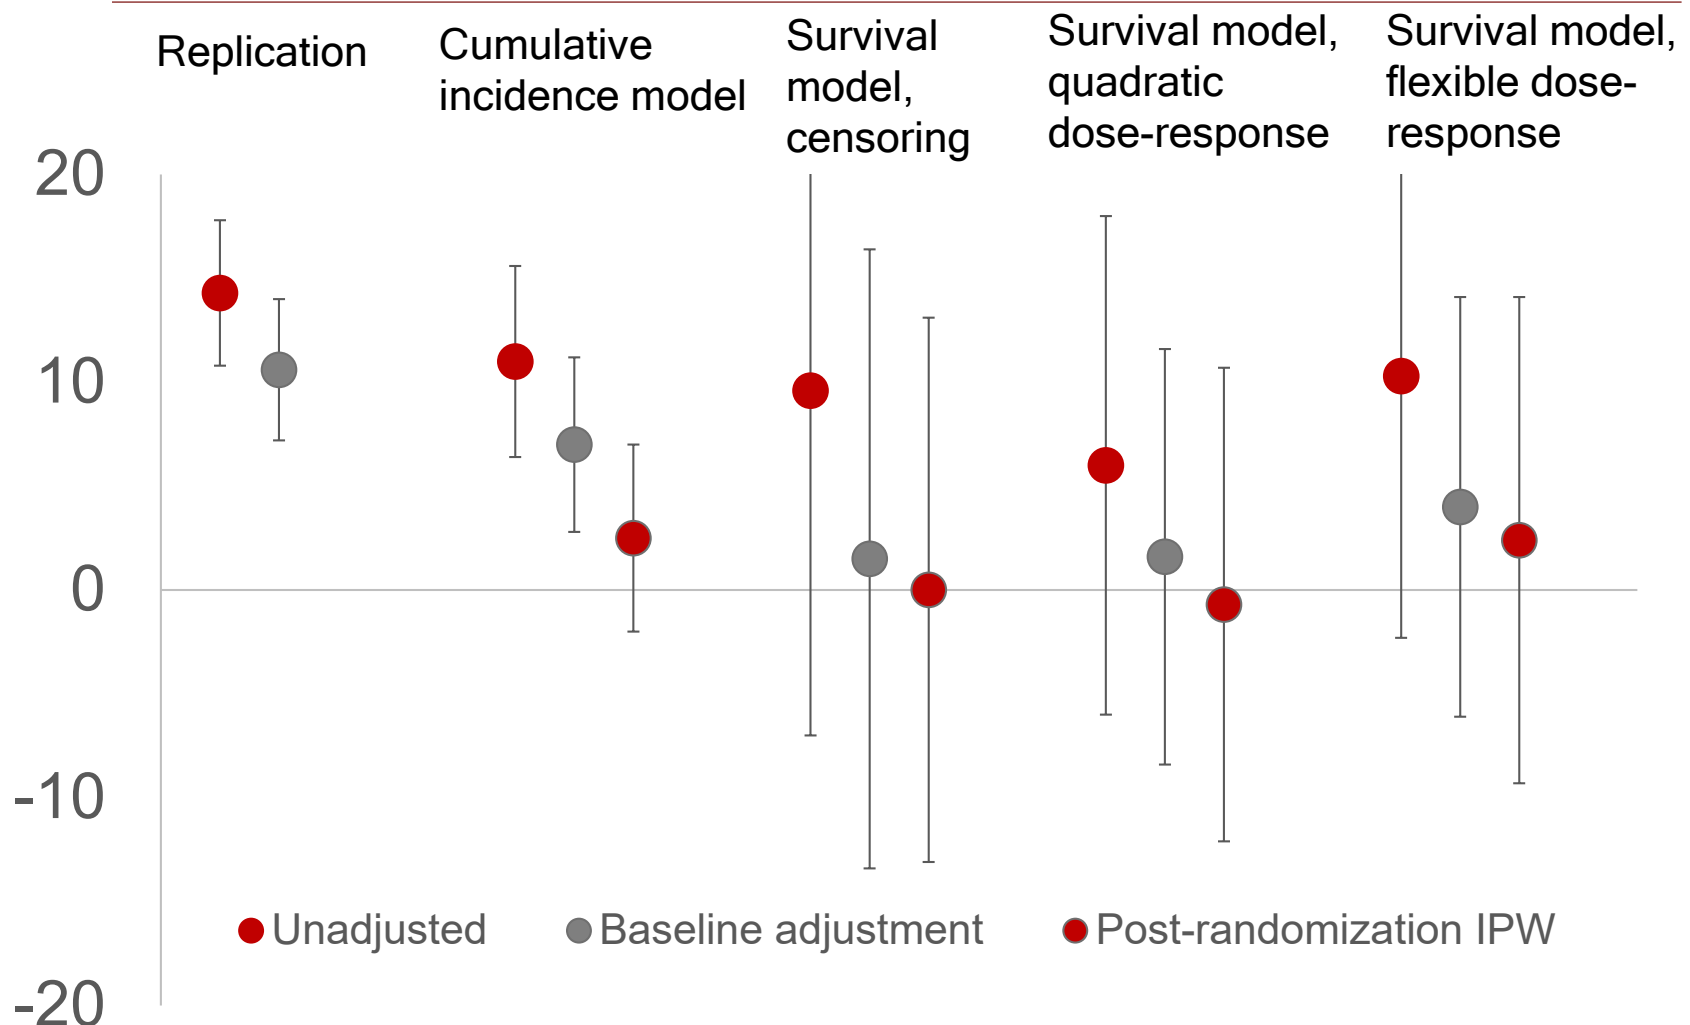 Replication
Cumulative
incidence model
Survival
model,
censoring
Survival model,
quadratic
dose-response
Survival model,
flexible dose-
response
20
10
0
-10
-20
Unadjusted
Baseline adjustment
Post-randomization IPW